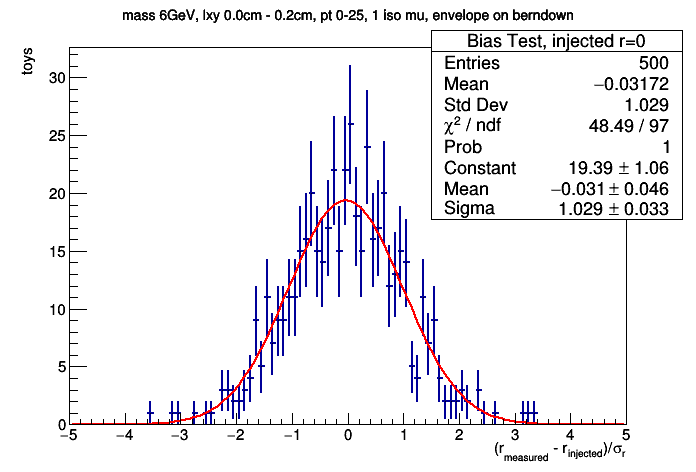 mass 6GeV, lxy 0.0cm - 0.2cm, pt 0-25, 1 iso mu, envelope on berndown
Bias Test, injected r=0
Entries 500
Mean −0.03172
Std Dev 1.029
χ² / ndf 48.49 / 97
Prob 1
Constant 19.39 ± 1.06
Mean −0.031 ± 0.046
Sigma 1.029 ± 0.033
toys
30
25
20
15
10
5
0
−5 −4 −3 −2 −1 0 1 2 3 4 5
(r_measured - r_injected)/σ_r